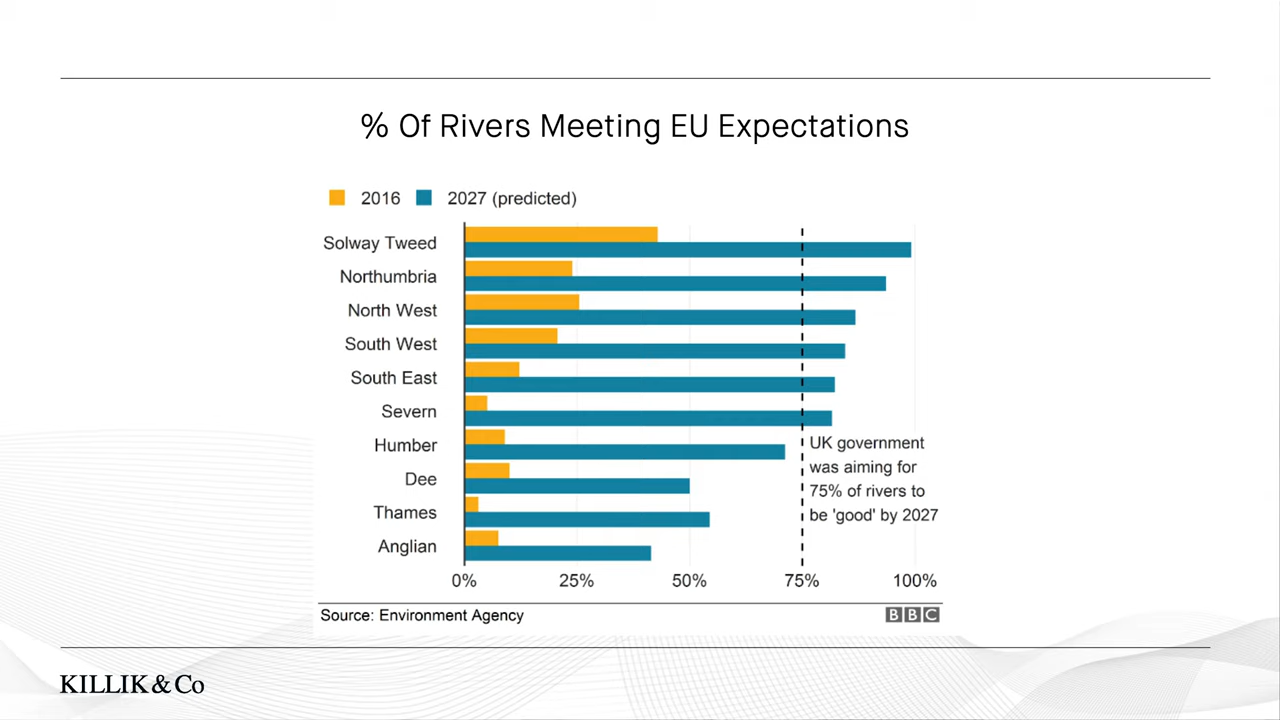 % Of Rivers Meeting EU Expectations
2016 2027 (predicted)
Solway Tweed
Northumbria
North West
South West
South East
Severn
Humber
Dee
Thames
Anglian
UK government
was aiming for
75% of rivers to
be 'good' by 2027
0% 25% 50% 75% 100%
Source: Environment Agency
BBC
KILLIK & Co